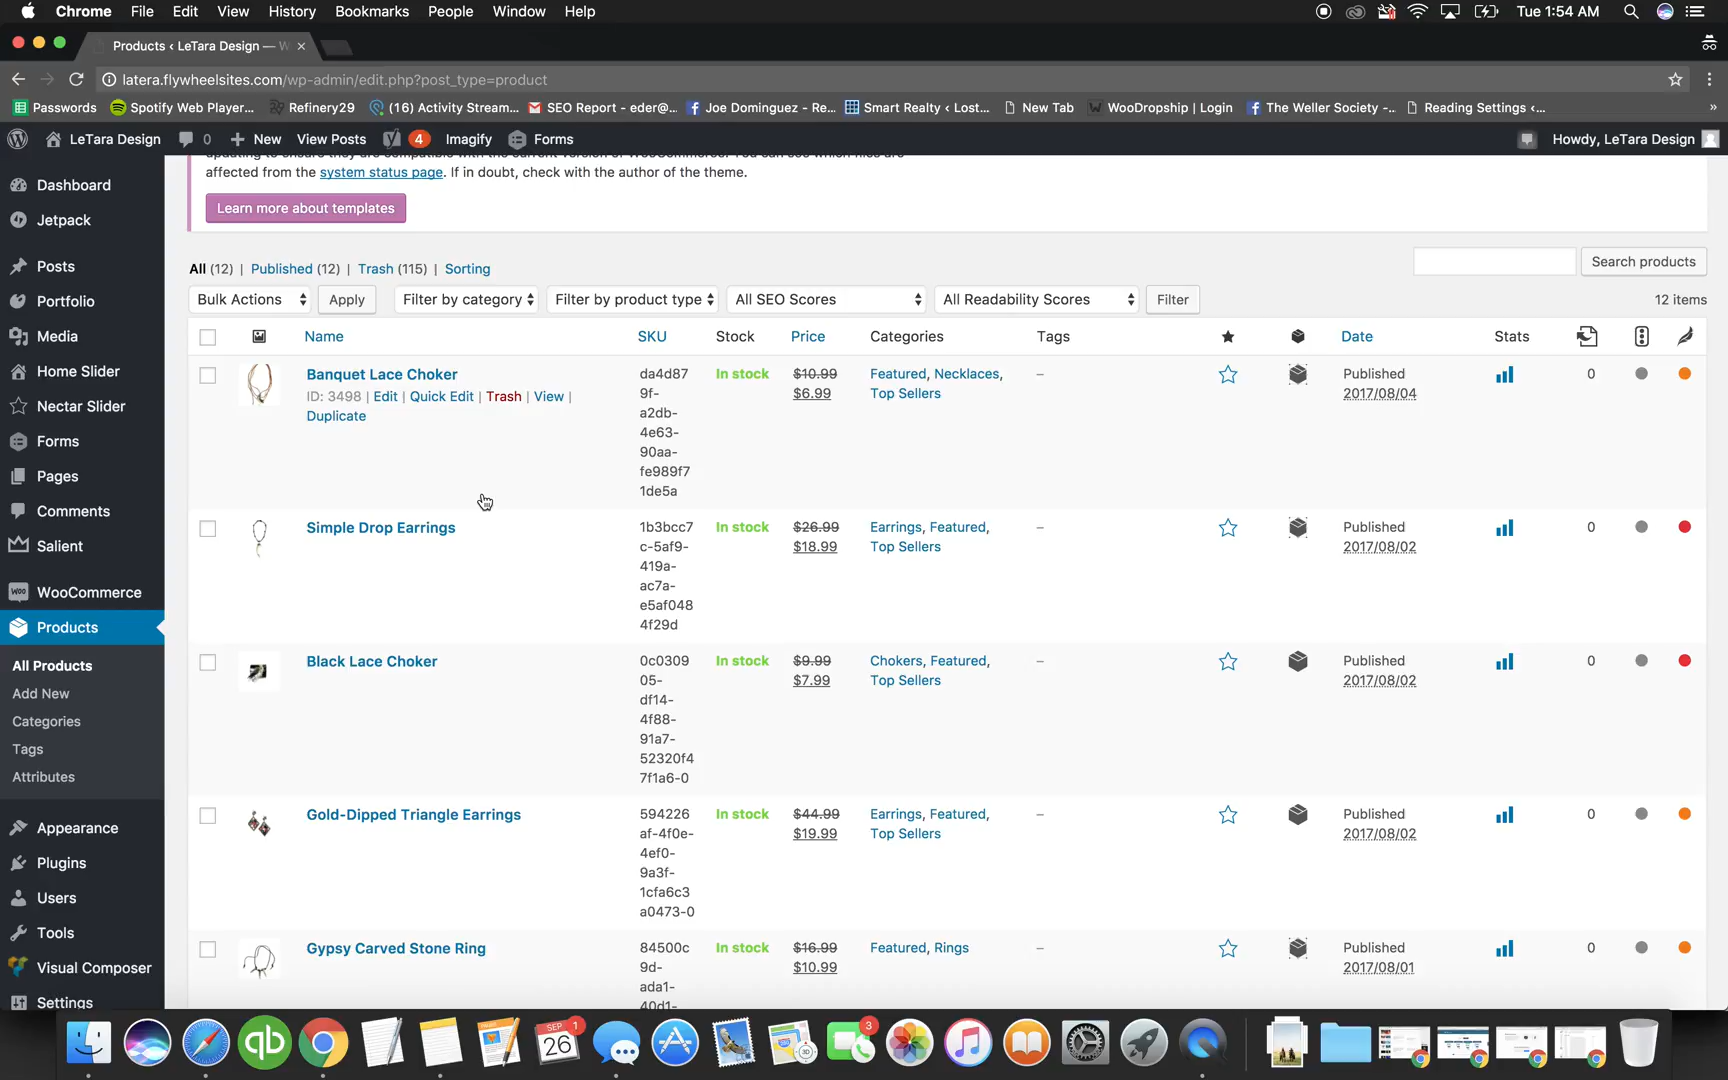 Chrome File Edit View History Bookmarks People Window Help Tue 1:54 AM
Products ‹ LeTara Design — W
latera.flywheelsites.com/wp-admin/edit.php?post_type=product
Passwords Spotify Web Player... Refinery29 (16) Activity Stream... SEO Report - eder@... Joe Dominguez - Re... Smart Realty ‹ Lost... New Tab WooDropship | Login The Weller Society -... Reading Settings ‹... »
LeTara Design 0 New View Posts 4 Imagify Forms Howdy, LeTara Design
affected from the system status page. If in doubt, check with the author of the theme.
Learn more about templates
Dashboard
Jetpack
Posts
Portfolio
Media
Home Slider
Nectar Slider
Forms
Pages
Comments
Salient
WooCommerce
Products
All Products
Add New
Categories
Tags
Attributes
Appearance
Plugins
Users
Tools
Visual Composer
Settings
All (12) | Published (12) | Trash (115) | Sorting
Search products
Bulk Actions Apply Filter by category Filter by product type All SEO Scores All Readability Scores Filter 12 items
Name SKU Stock Price Categories Tags Date Stats
Banquet Lace Choker
ID: 3498 | Edit | Quick Edit | Trash | View |
Duplicate
da4d87
9f-
a2db-
4e63-
90aa-
fe989f7
1de5a
In stock
$10.99
$6.99
Featured, Necklaces,
Top Sellers
–
Published
2017/08/04
0
Simple Drop Earrings
1b3bcc7
c-5af9-
419a-
ac7a-
e5af048
4f29d
In stock
$26.99
$18.99
Earrings, Featured,
Top Sellers
–
Published
2017/08/02
0
Black Lace Choker
0c0309
05-
df14-
4f88-
91a7-
52320f4
7f1a6-0
In stock
$9.99
$7.99
Chokers, Featured,
Top Sellers
–
Published
2017/08/02
0
Gold-Dipped Triangle Earrings
594226
af-4f0e-
4ef0-
9a3f-
1cfa6c3
a0473-0
In stock
$44.99
$19.99
Earrings, Featured,
Top Sellers
–
Published
2017/08/02
0
Gypsy Carved Stone Ring
84500c
9d-
ada1-
40d1-
In stock
$16.99
$10.99
Featured, Rings
–
Published
2017/08/01
0
SEP
26
1
3